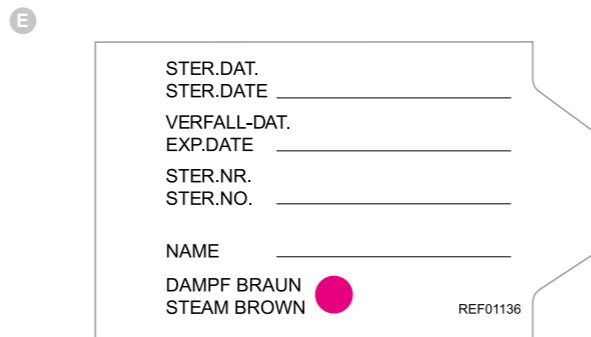 E
STER.DAT.
STER.DATE
VERFALL-DAT.
EXP.DATE
STER.NR.
STER.NO.
NAME
DAMPF BRAUN
STEAM BROWN
REF01136